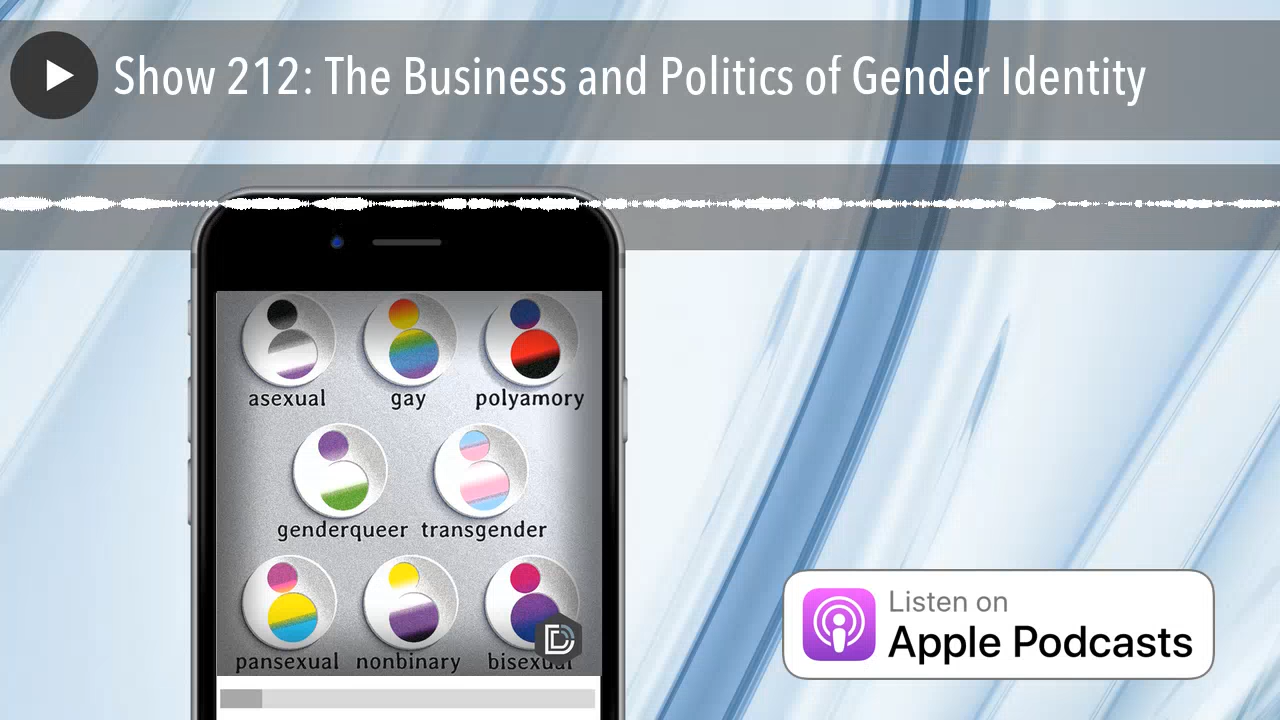 Show 212: The Business and Politics of Gender Identity
asexual gay polyamory
genderqueer transgender
pansexual nonbinary bisexual
Listen on
Apple Podcasts